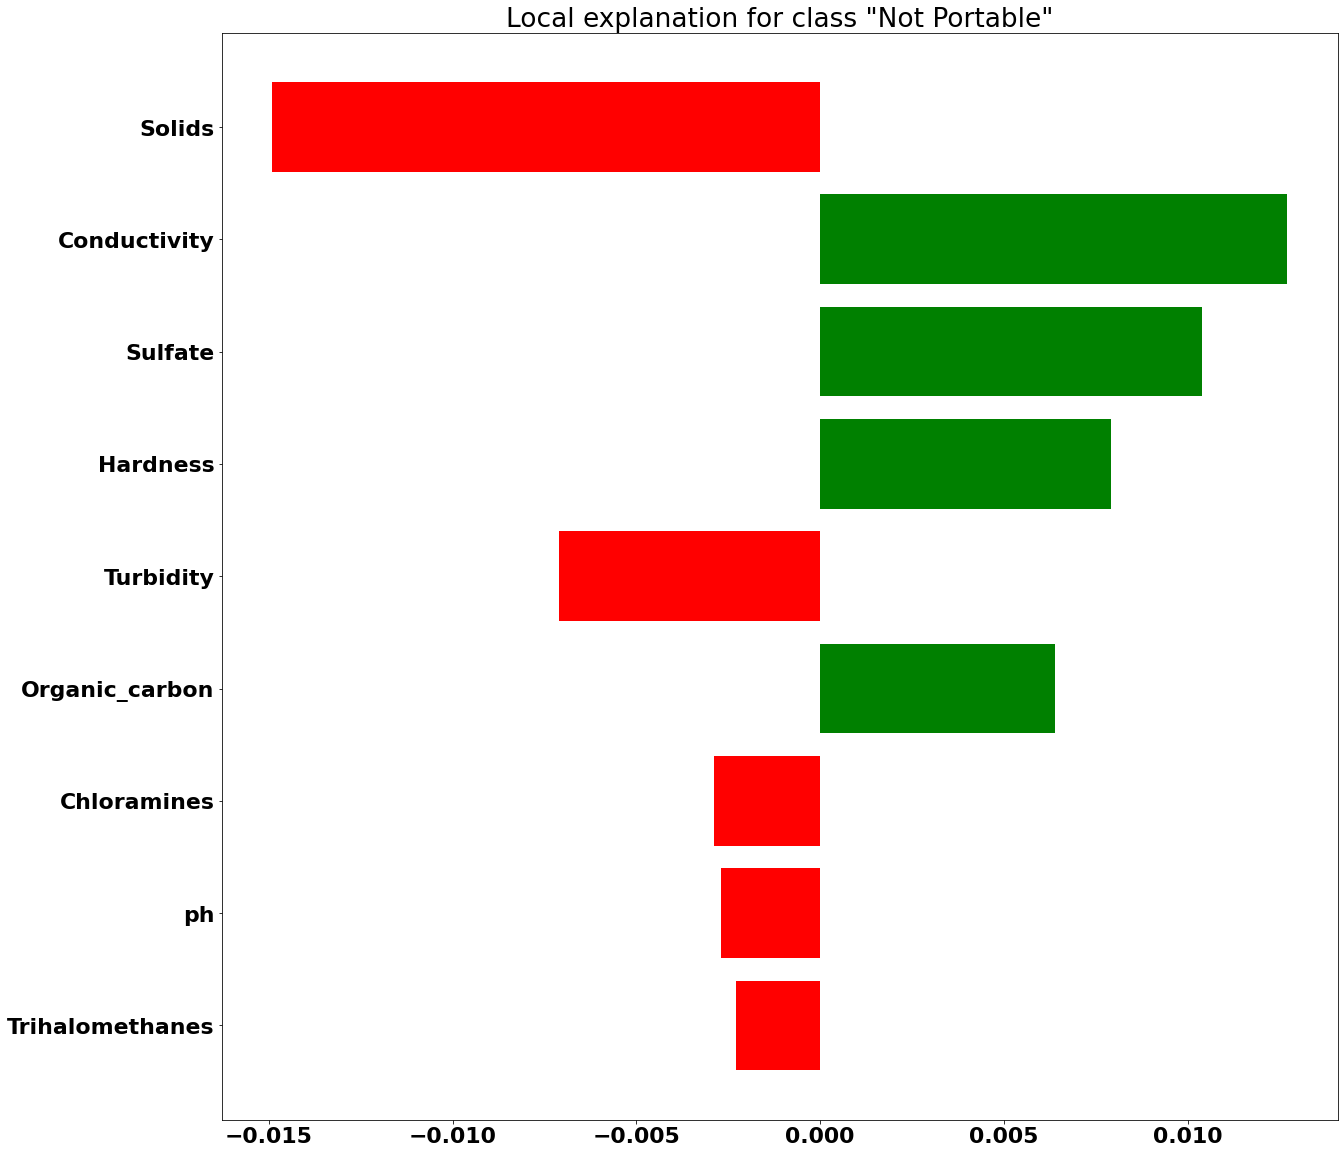 Local explanation for class "Not Portable"
Solids
Conductivity
Sulfate
Hardness
Turbidity
Organic_carbon
Chloramines
ph
Trihalomethanes
−0.015 −0.010 −0.005 0.000 0.005 0.010